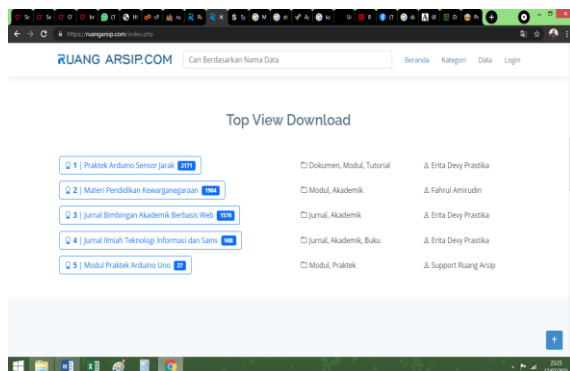 https://ruangarsip.com/index.php
RUANG ARSIP.COM
Cari Berdasarkan Nama Data
Beranda Kategori Data Login
Top View Download
1 | Praktek Arduino Sensor Jarak 2171 Dokumen, Modul, Tutorial Erita Devy Prastika
2 | Materi Pendidikan Kewarganegaraan 1984 Modul, Akademik Fahrul Amirudin
3 | Jurnal Bimbingan Akademik Berbasis Web 1578 Jurnal, Akademik Erita Devy Prastika
4 | Jurnal Ilmiah Teknologi Informasi dan Sains 988 Jurnal, Akademik, Buku Erita Devy Prastika
5 | Modul Praktek Arduino Uno 27 Modul, Praktek Support Ruang Arsip